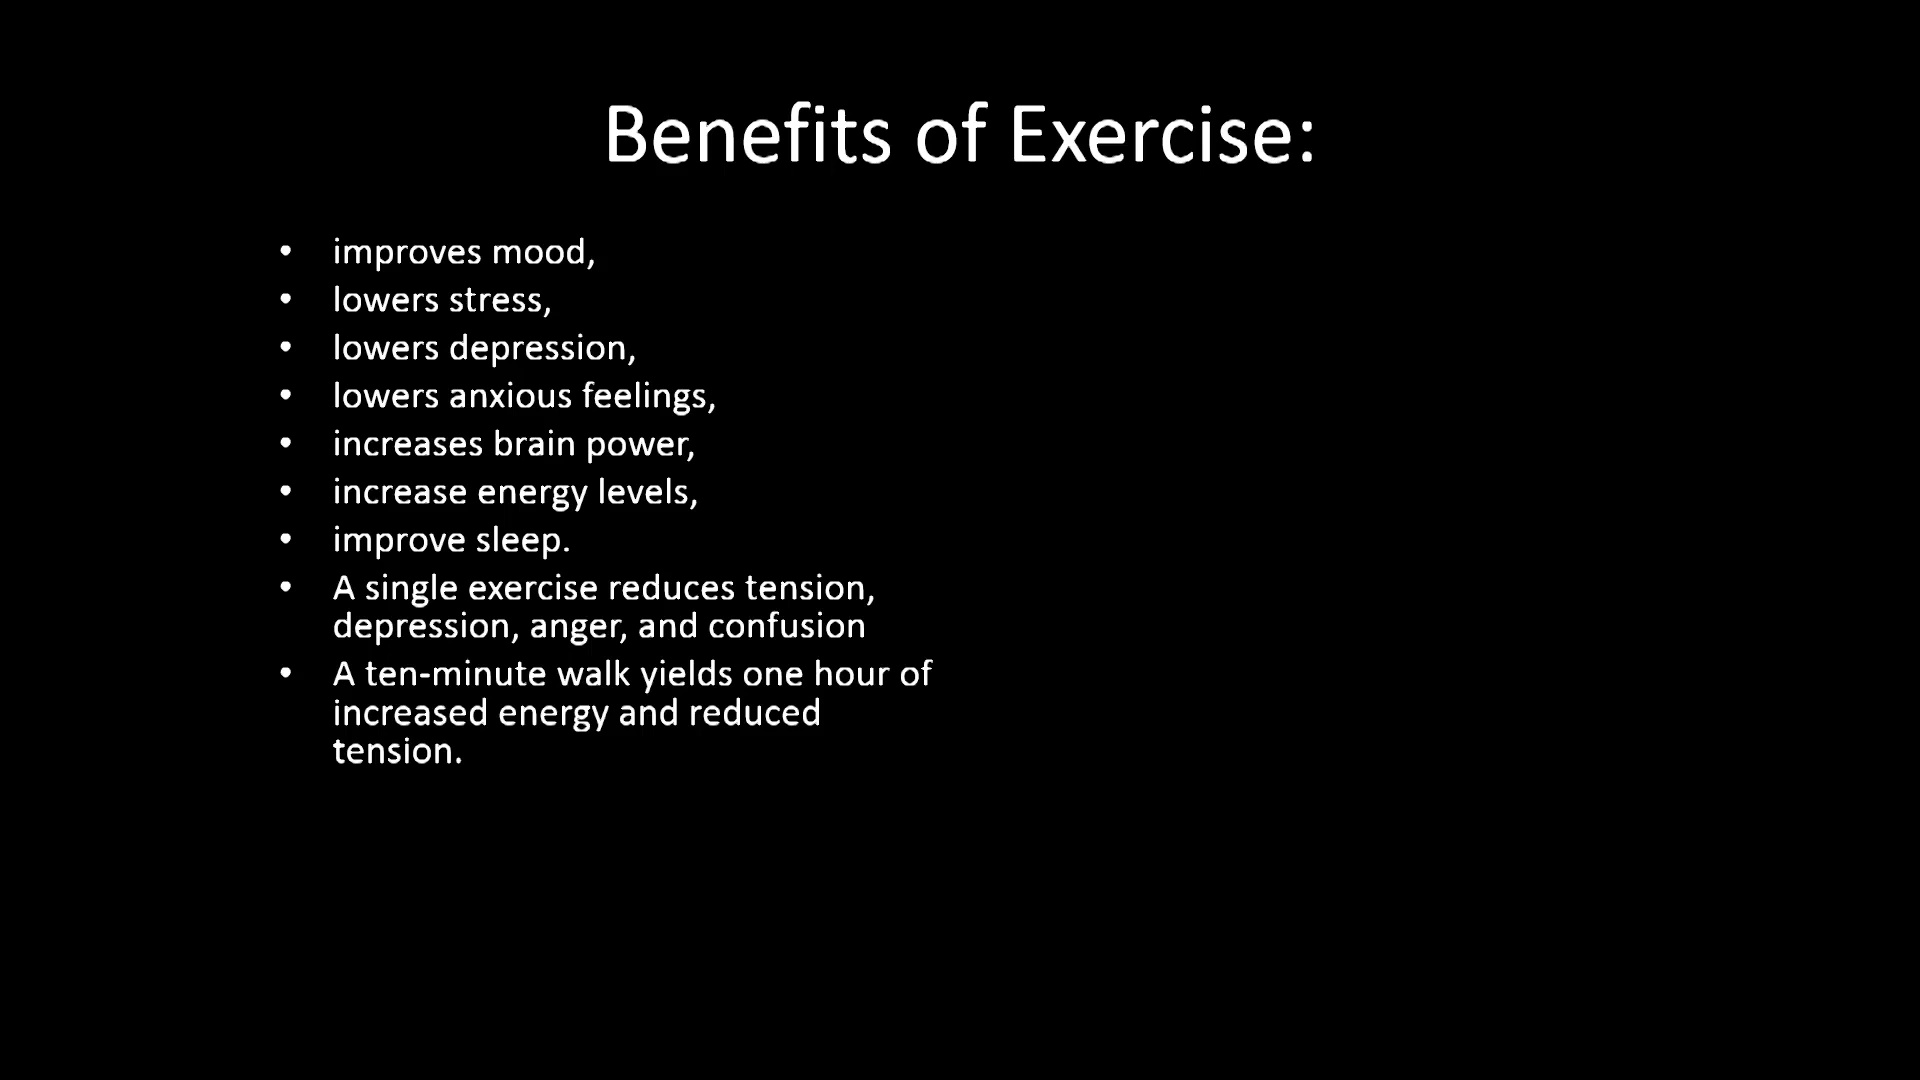 Benefits of Exercise:
• improves mood,
• lowers stress,
• lowers depression,
• lowers anxious feelings,
• increases brain power,
• increase energy levels,
• improve sleep.
• A single exercise reduces tension,
depression, anger, and confusion
• A ten-minute walk yields one hour of
increased energy and reduced
tension.